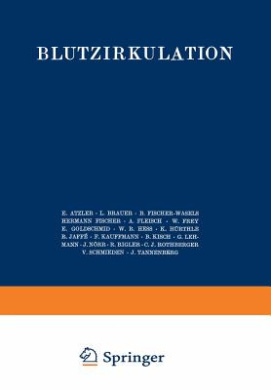 BLUTZIRKULATION
E. ATZLER · L. BRAUER · B. FISCHER-WASELS
HERMANN FISCHER · A. FLEISCH · W. FREY
E. GOLDSCHMID · W. R. HESS · K. HÜRTHLE
R. JAFFÉ · F. KAUFFMANN · B. KISCH · G. LEH-
MANN · J. NÖRR · R. RIGLER · C. J. ROTHBERGER
V. SCHMIEDEN · J. TANNENBERG
Springer